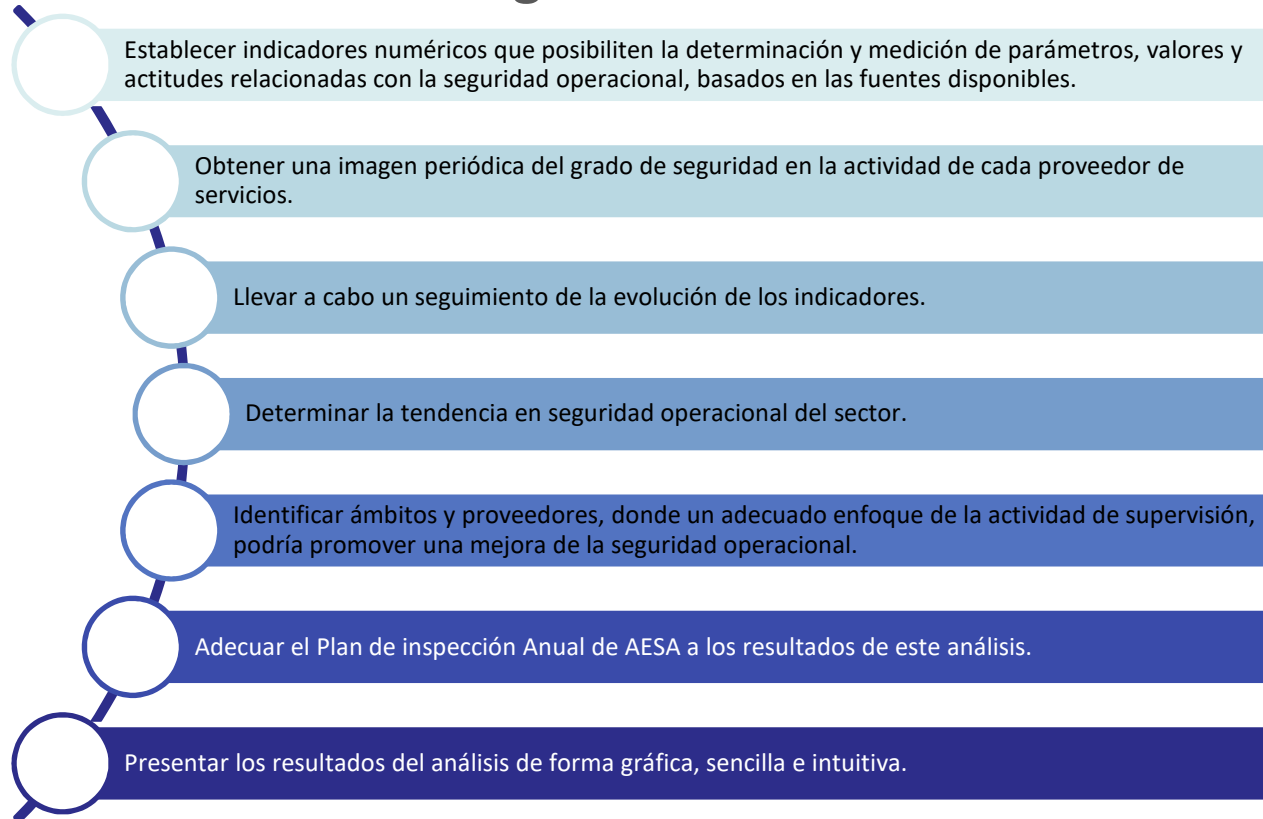 Establecer indicadores numéricos que posibiliten la determinación y medición de parámetros, valores y
actitudes relacionadas con la seguridad operacional, basados en las fuentes disponibles.
Obtener una imagen periódica del grado de seguridad en la actividad de cada proveedor de
servicios.
Llevar a cabo un seguimiento de la evolución de los indicadores.
Determinar la tendencia en seguridad operacional del sector.
Identificar ámbitos y proveedores, donde un adecuado enfoque de la actividad de supervisión,
podría promover una mejora de la seguridad operacional.
Adecuar el Plan de inspección Anual de AESA a los resultados de este análisis.
Presentar los resultados del análisis de forma gráfica, sencilla e intuitiva.